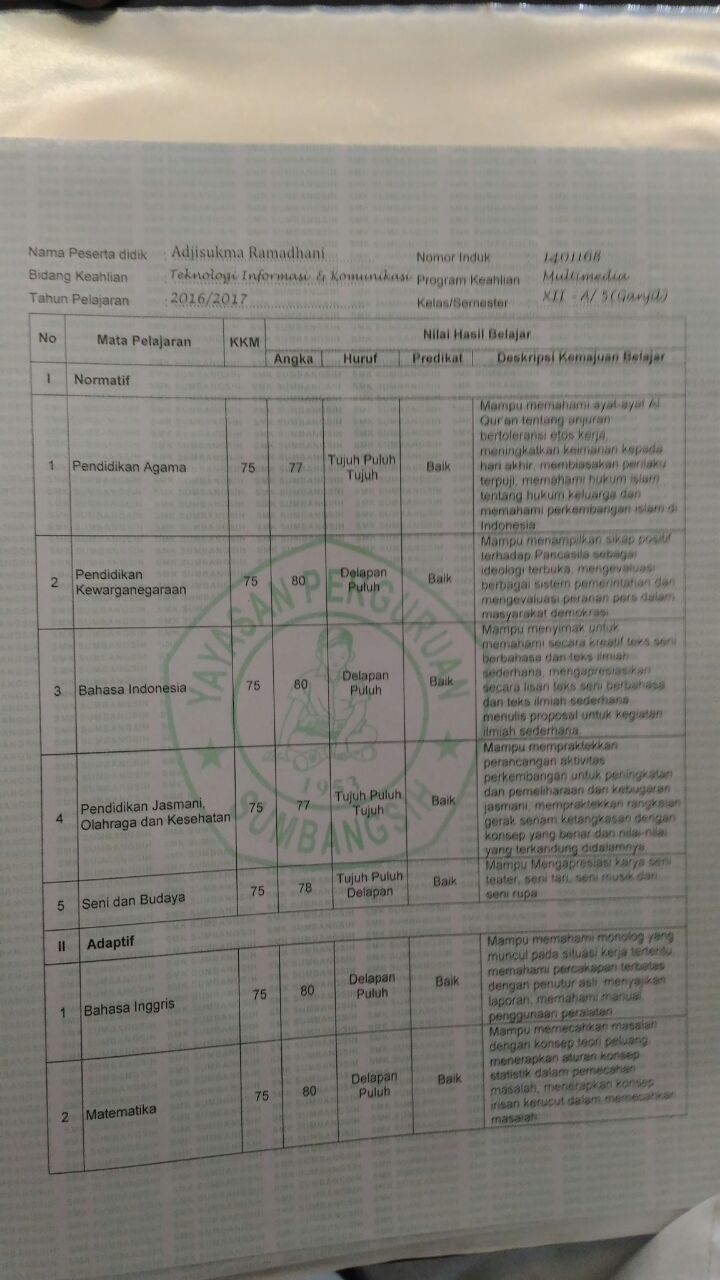 Nama Peserta didik : Adjisukma Ramadhani Nomor Induk : 1401168
Bidang Keahlian : Teknologi Informasi & Komunikasi Program Keahlian : Multimedia
Tahun Pelajaran : 2016/2017 Kelas/Semester : XII - A/ 5 (Ganjil)
No Mata Pelajaran KKM Nilai Hasil Belajar
Angka Huruf Predikat Deskripsi Kemajuan Belajar
I Normatif
1 Pendidikan Agama 75 77 Tujuh Puluh Tujuh Baik
Mampu memahami ayat-ayat Al
Qur'an tentang anjuran
bertoleransi etos kerja,
meningkatkan keimanan kepada
hari akhir, membiasakan perilaku
terpuji, memahami hukum islam
tentang hukum keluarga dan
memahami perkembangan islam di
Indonesia
2 Pendidikan Kewarganegaraan 75 80 Delapan Puluh Baik
Mampu menampilkan sikap positif
terhadap Pancasila sebagai
ideologi terbuka, mengevaluasi
berbagai sistem pemerintahan dan
mengevaluasi peranan pers dalam
masyarakat demokrasi
3 Bahasa Indonesia 75 80 Delapan Puluh Baik
Mampu menyimak untuk
memahami secara kreatif teks seni
berbahasa dan teks ilmiah
sederhana, mengapresiasikan
secara lisan teks seni berbahasa
dan teks ilmiah sederhana,
menulis proposal untuk kegiatan
ilmiah sederhana
4 Pendidikan Jasmani, Olahraga dan Kesehatan 75 77 Tujuh Puluh Tujuh Baik
Mampu mempraktekkan
perancangan aktivitas
perkembangan untuk peningkatan
dan pemeliharaan dan kebugaran
jasmani, mempraktekkan rangkaian
gerak senam ketangkasan dengan
konsep yang benar dan nilai-nilai
yang terkandung didalamnya
5 Seni dan Budaya 75 78 Tujuh Puluh Delapan Baik
Mampu Mengapresiasi karya seni
teater, seni tari, seni musik dan
seni rupa
II Adaptif
1 Bahasa Inggris 75 80 Delapan Puluh Baik
Mampu memahami monolog yang
muncul pada situasi kerja tertentu,
memahami percakapan terbatas
dengan penutur asli, menyajikan
laporan, memahami manual
penggunaan peralatan
2 Matematika 75 80 Delapan Puluh Baik
Mampu memecahkan masalah
dengan konsep teori peluang,
menerapkan aturan konsep
statistik dalam pemecahan
masalah, menerapkan konsep
irisan kerucut dalam memecahkan
masalah
YAYASAN PERGURUAN
1953
SUMBANGSIH